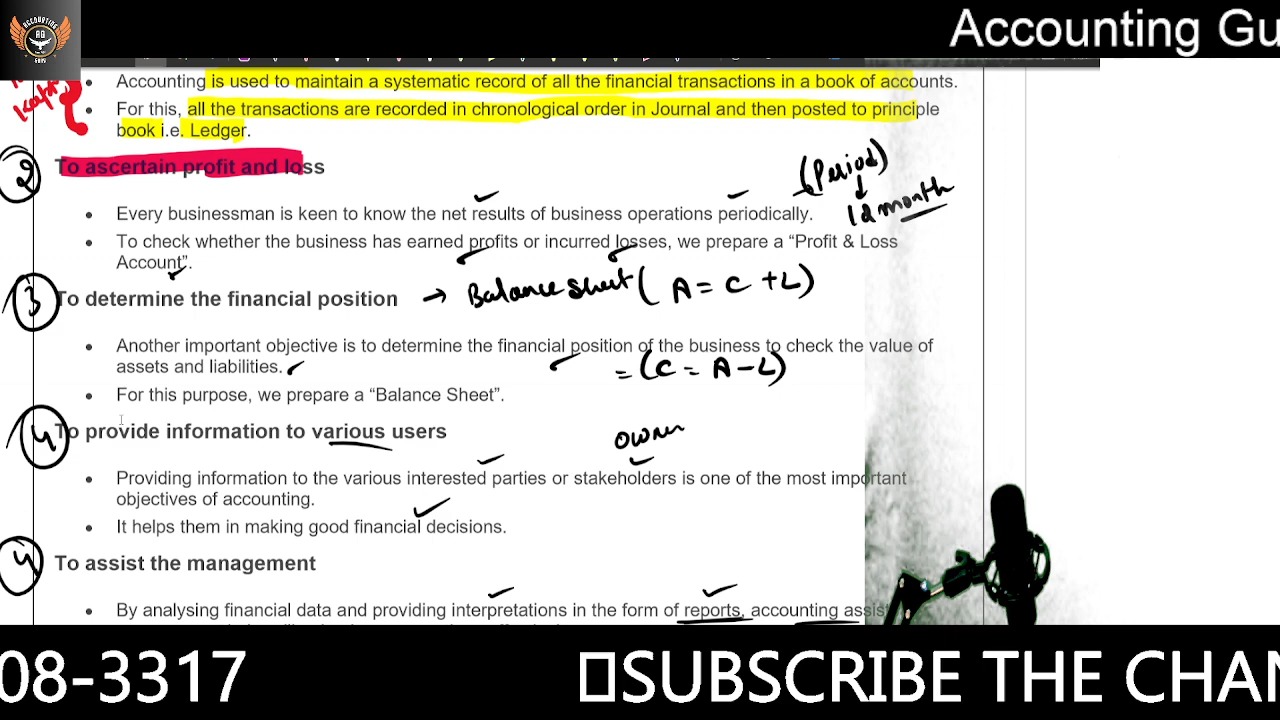 Accounting Gu
ACCOUNTING
AG
Accounting is used to maintain a systematic record of all the financial transactions in a book of accounts.
For this, all the transactions are recorded in chronological order in Journal and then posted to principle
book i.e. Ledger.
2 To ascertain profit and loss
(Period)
12 month
Every businessman is keen to know the net results of business operations periodically.
To check whether the business has earned profits or incurred losses, we prepare a “Profit & Loss
Account”.
3 To determine the financial position → Balance sheet ( A = C + L)
Another important objective is to determine the financial position of the business to check the value of
assets and liabilities.
= (C = A - L)
For this purpose, we prepare a “Balance Sheet”.
4 To provide information to various users
owner
Providing information to the various interested parties or stakeholders is one of the most important
objectives of accounting.
It helps them in making good financial decisions.
4 To assist the management
By analysing financial data and providing interpretations in the form of reports, accounting assist
08-3317 SUBSCRIBE THE CHAN